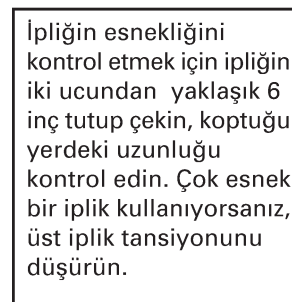 İpliğin esnekliğini
kontrol etmek için ipliğin
iki ucundan  yaklaşık 6
inç tutup çekin, koptuğu
yerdeki uzunluğu
kontrol edin. Çok esnek
bir iplik kullanıyorsanız,
üst iplik tansiyonunu
düşürün.